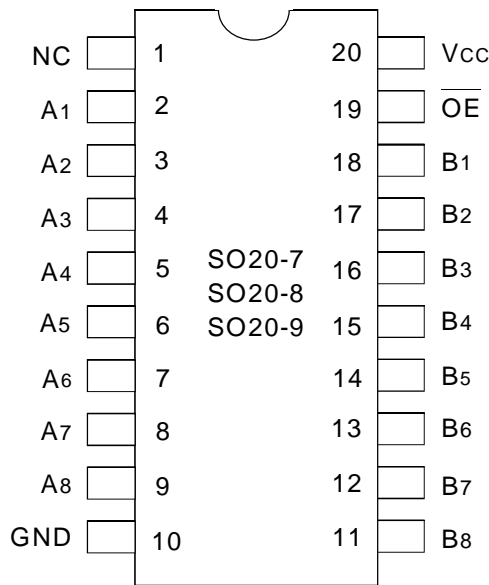 NC 1 20 VCC
A1 2 19 O̅E̅
A2 3 18 B1
A3 4 17 B2
A4 5 SO20-7 16 B3
SO20-8
A5 6 SO20-9 15 B4
A6 7 14 B5
A7 8 13 B6
A8 9 12 B7
GND 10 11 B8